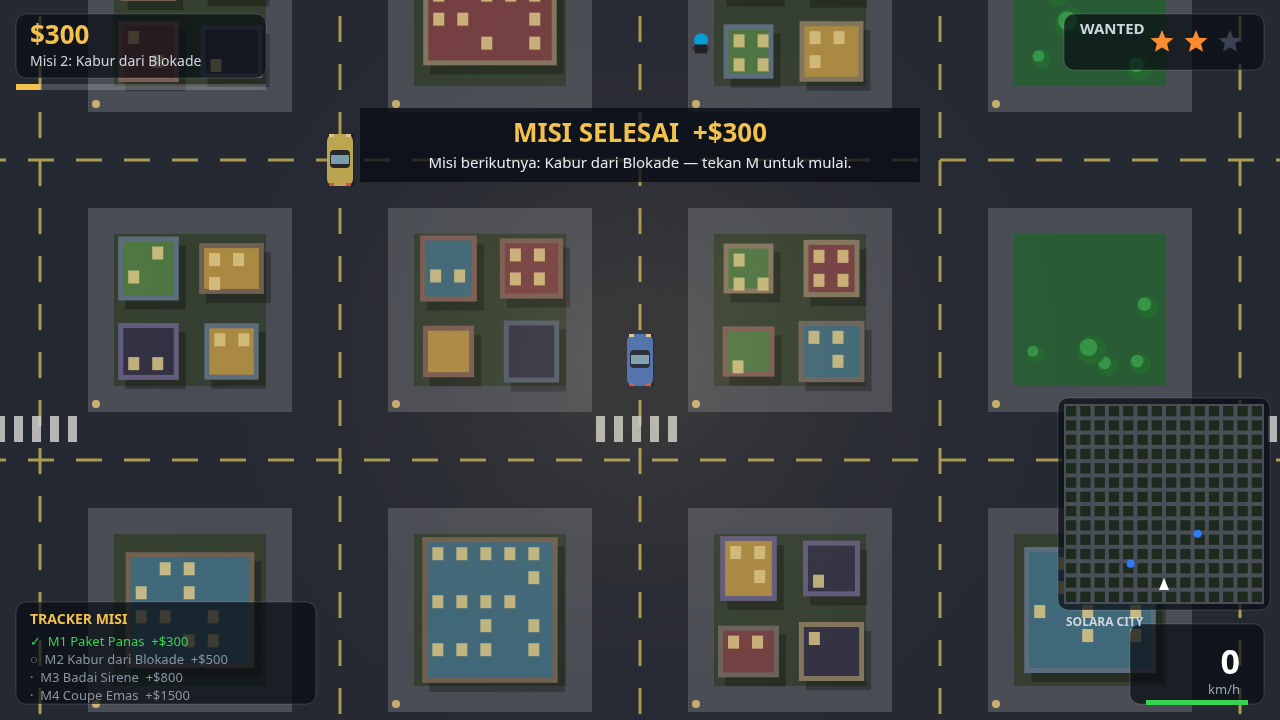 $300
Misi 2: Kabur dari Blokade
WANTED
MISI SELESAI +$300
Misi berikutnya: Kabur dari Blokade — tekan M untuk mulai.
TRACKER MISI
✓ M1 Paket Panas +$300
○ M2 Kabur dari Blokade +$500
· M3 Badai Sirene +$800
· M4 Coupe Emas +$1500
SOLARA CITY
0
km/h